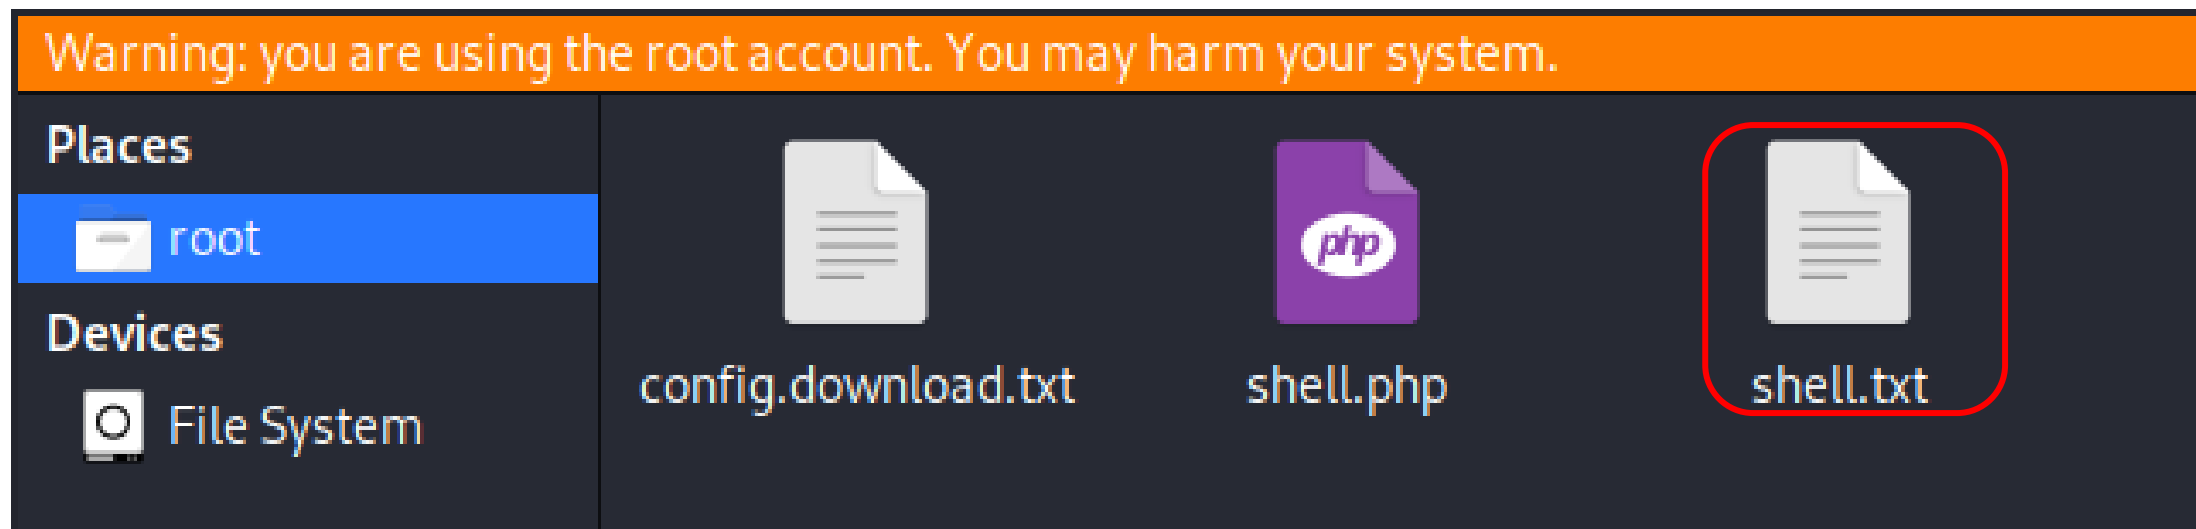 Warning: you are using the root account. You may harm your system.
Places
root
Devices
File System
php
config.download.txt
shell.php
shell.txt